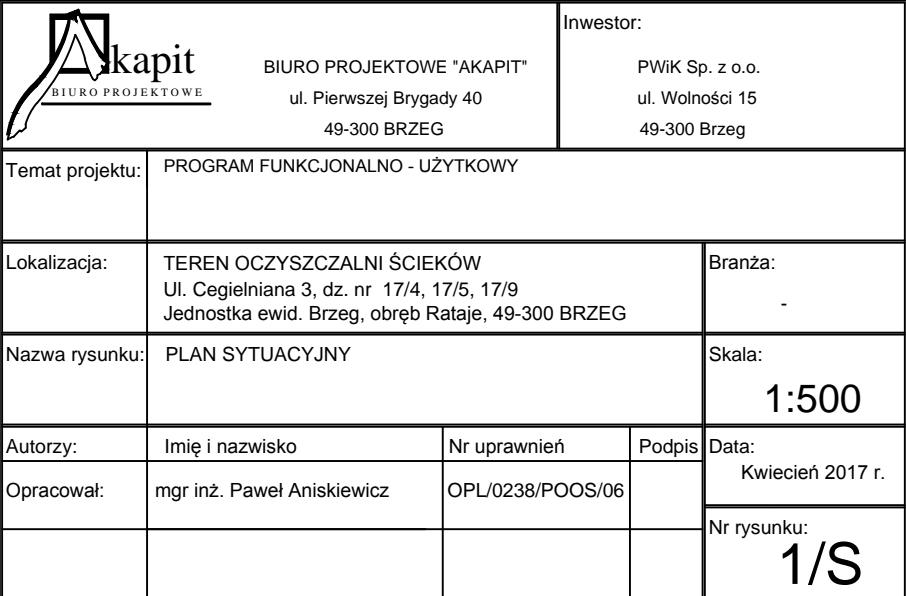 Akapit
BIURO PROJEKTOWE
BIURO PROJEKTOWE "AKAPIT"
ul. Pierwszej Brygady 40
49-300 BRZEG
Inwestor:
PWiK Sp. z o.o.
ul. Wolności 15
49-300 Brzeg
Temat projektu:
PROGRAM FUNKCJONALNO - UŻYTKOWY
Lokalizacja:
TEREN OCZYSZCZALNI ŚCIEKÓW
Ul. Cegielniana 3, dz. nr 17/4, 17/5, 17/9
Jednostka ewid. Brzeg, obręb Rataje, 49-300 BRZEG
Branża:
-
Nazwa rysunku:
PLAN SYTUACYJNY
Skala:
1:500
Autorzy:
Imię i nazwisko
Nr uprawnień
Podpis
Data:
Kwiecień 2017 r.
Opracował:
mgr inż. Paweł Aniskiewicz
OPL/0238/POOS/06
Nr rysunku:
1/S